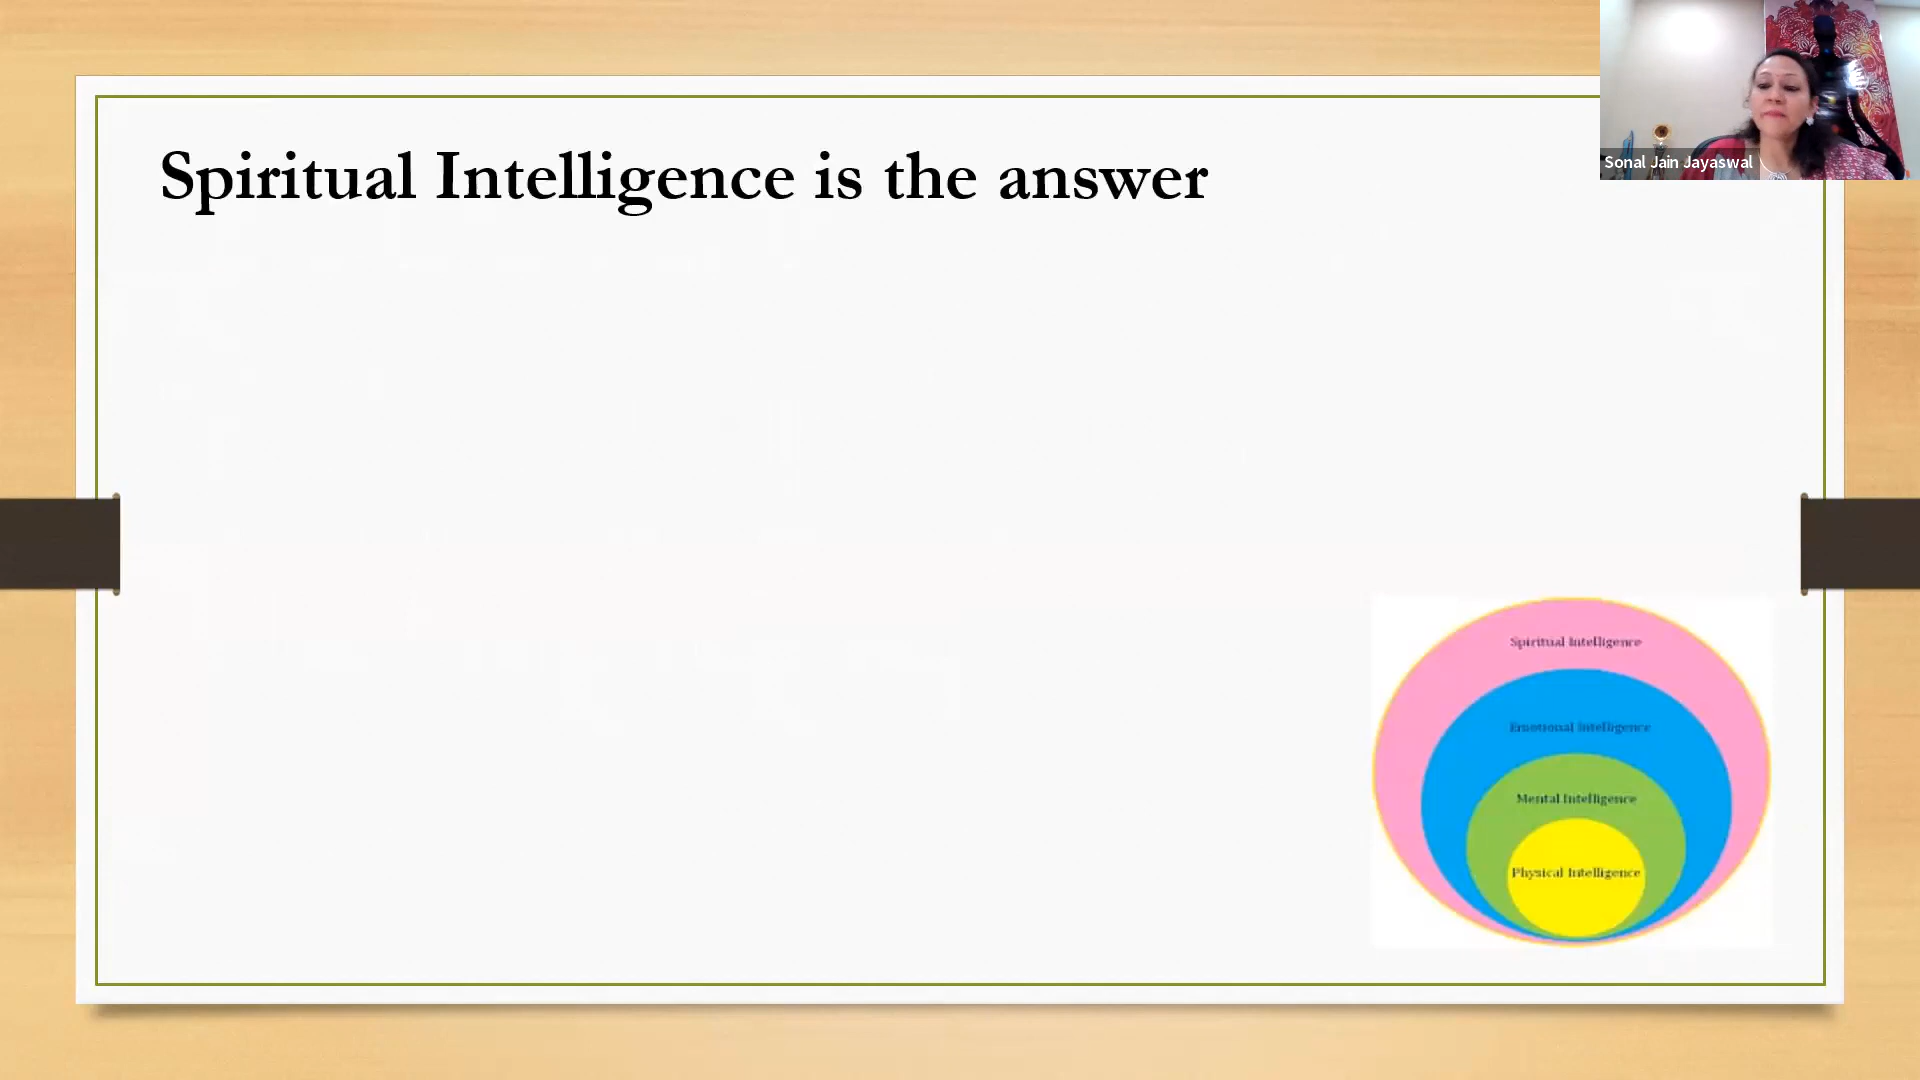 Spiritual Intelligence is the answer
Sonal Jain Jayaswal
Spiritual Intelligence
Emotional Intelligence
Mental Intelligence
Physical Intelligence